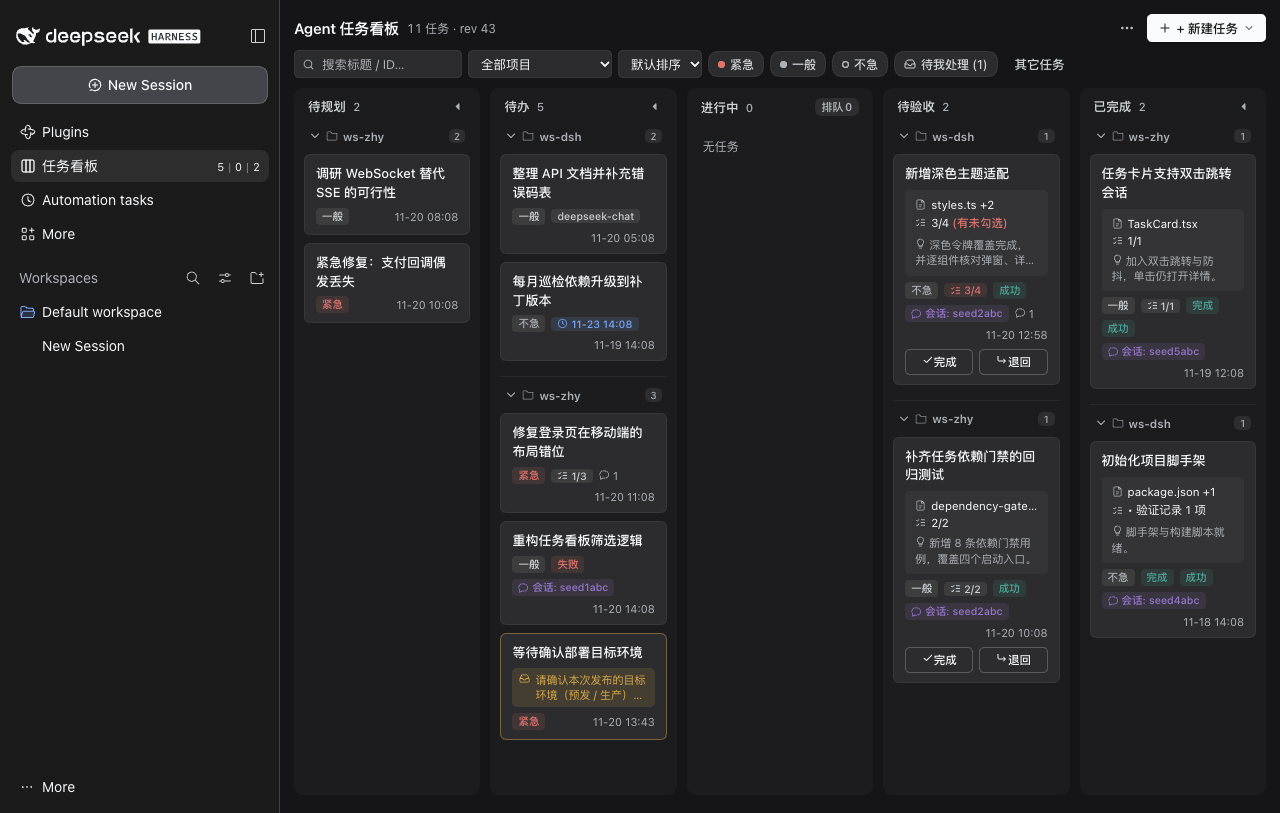 deepseek HARNESS
New Session
Plugins
任务看板 5 | 0 | 2
Automation tasks
More
Workspaces
Default workspace
New Session
More
Agent 任务看板 11 任务 · rev 43
+ 新建任务
搜索标题 / ID...
全部项目
默认排序
紧急
一般
不急
待我处理 (1)
其它任务
待规划 2
ws-zhy 2
调研 WebSocket 替代
SSE 的可行性
一般 11-20 08:08
紧急修复：支付回调偶
发丢失
紧急 11-20 10:08
待办 5
ws-dsh 2
整理 API 文档并补充错
误码表
一般 deepseek-chat
11-20 05:08
每月巡检依赖升级到补
丁版本
不急 11-23 14:08
11-19 14:08
ws-zhy 3
修复登录页在移动端的
布局错位
紧急 1/3 1
11-20 11:08
重构任务看板筛选逻辑
一般 失败
会话: seed1abc
11-20 14:08
等待确认部署目标环境
请确认本次发布的目标
环境（预发 / 生产）...
紧急 11-20 13:43
进行中 0 排队 0
无任务
待验收 2
ws-dsh 1
新增深色主题适配
styles.ts +2
3/4 (有未勾选)
深色令牌覆盖完成，
并逐组件核对弹窗、详...
不急 3/4 成功
会话: seed2abc 1
11-20 12:58
完成 退回
ws-zhy 1
补齐任务依赖门禁的回
归测试
dependency-gate...
2/2
新增 8 条依赖门禁用
例，覆盖四个启动入口。
一般 2/2 成功
会话: seed2abc
11-20 10:08
完成 退回
已完成 2
ws-zhy 1
任务卡片支持双击跳转
会话
TaskCard.tsx
1/1
加入双击跳转与防
抖，单击仍打开详情。
一般 1/1 完成
成功
会话: seed5abc
11-19 12:08
ws-dsh 1
初始化项目脚手架
package.json +1
• 验证记录 1 项
脚手架与构建脚本就
绪。
不急 完成 成功
会话: seed4abc
11-18 14:08